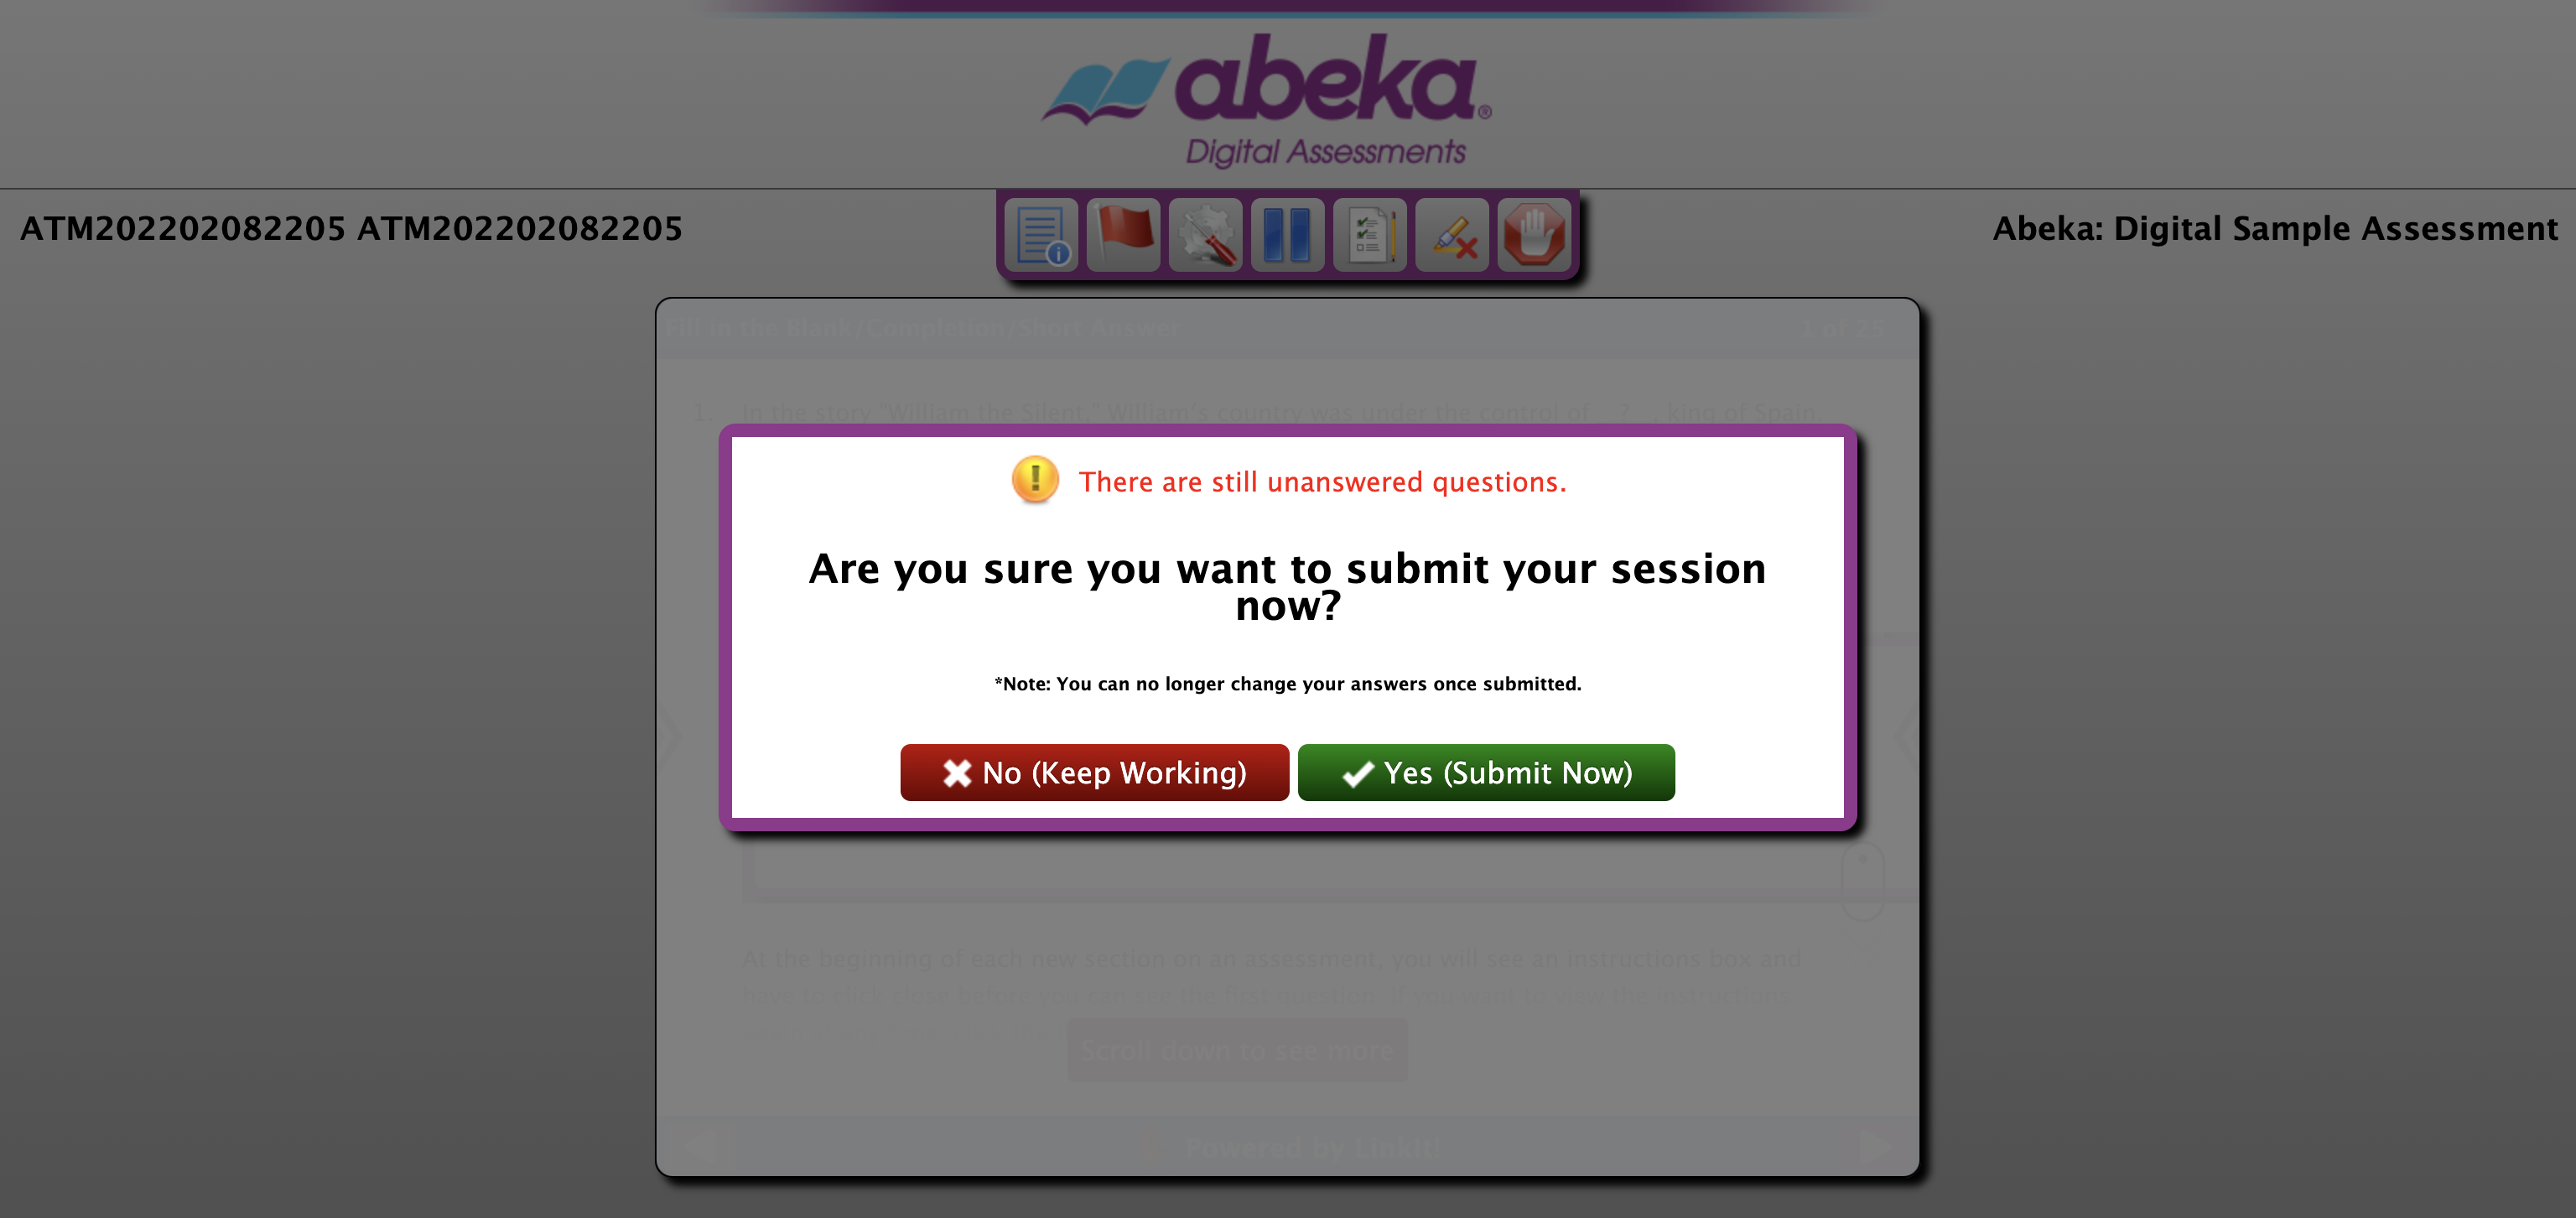 abeka®
Digital Assessments
ATM202202082205 ATM202202082205
Abeka: Digital Sample Assessment
Fill in the Blank/Completion/Short Answer
1 of 25
1. In the story "William the Silent," William's country was under the control of ? , king of Spain.
There are still unanswered questions.
Are you sure you want to submit your session
now?
*Note: You can no longer change your answers once submitted.
No (Keep Working)
Yes (Submit Now)
At the beginning of each new section on an assessment, you will see an instructions box and
have to click close before you can see the first question. If you want to view the instructions
Scroll down to see more
Powered by LinkIt!